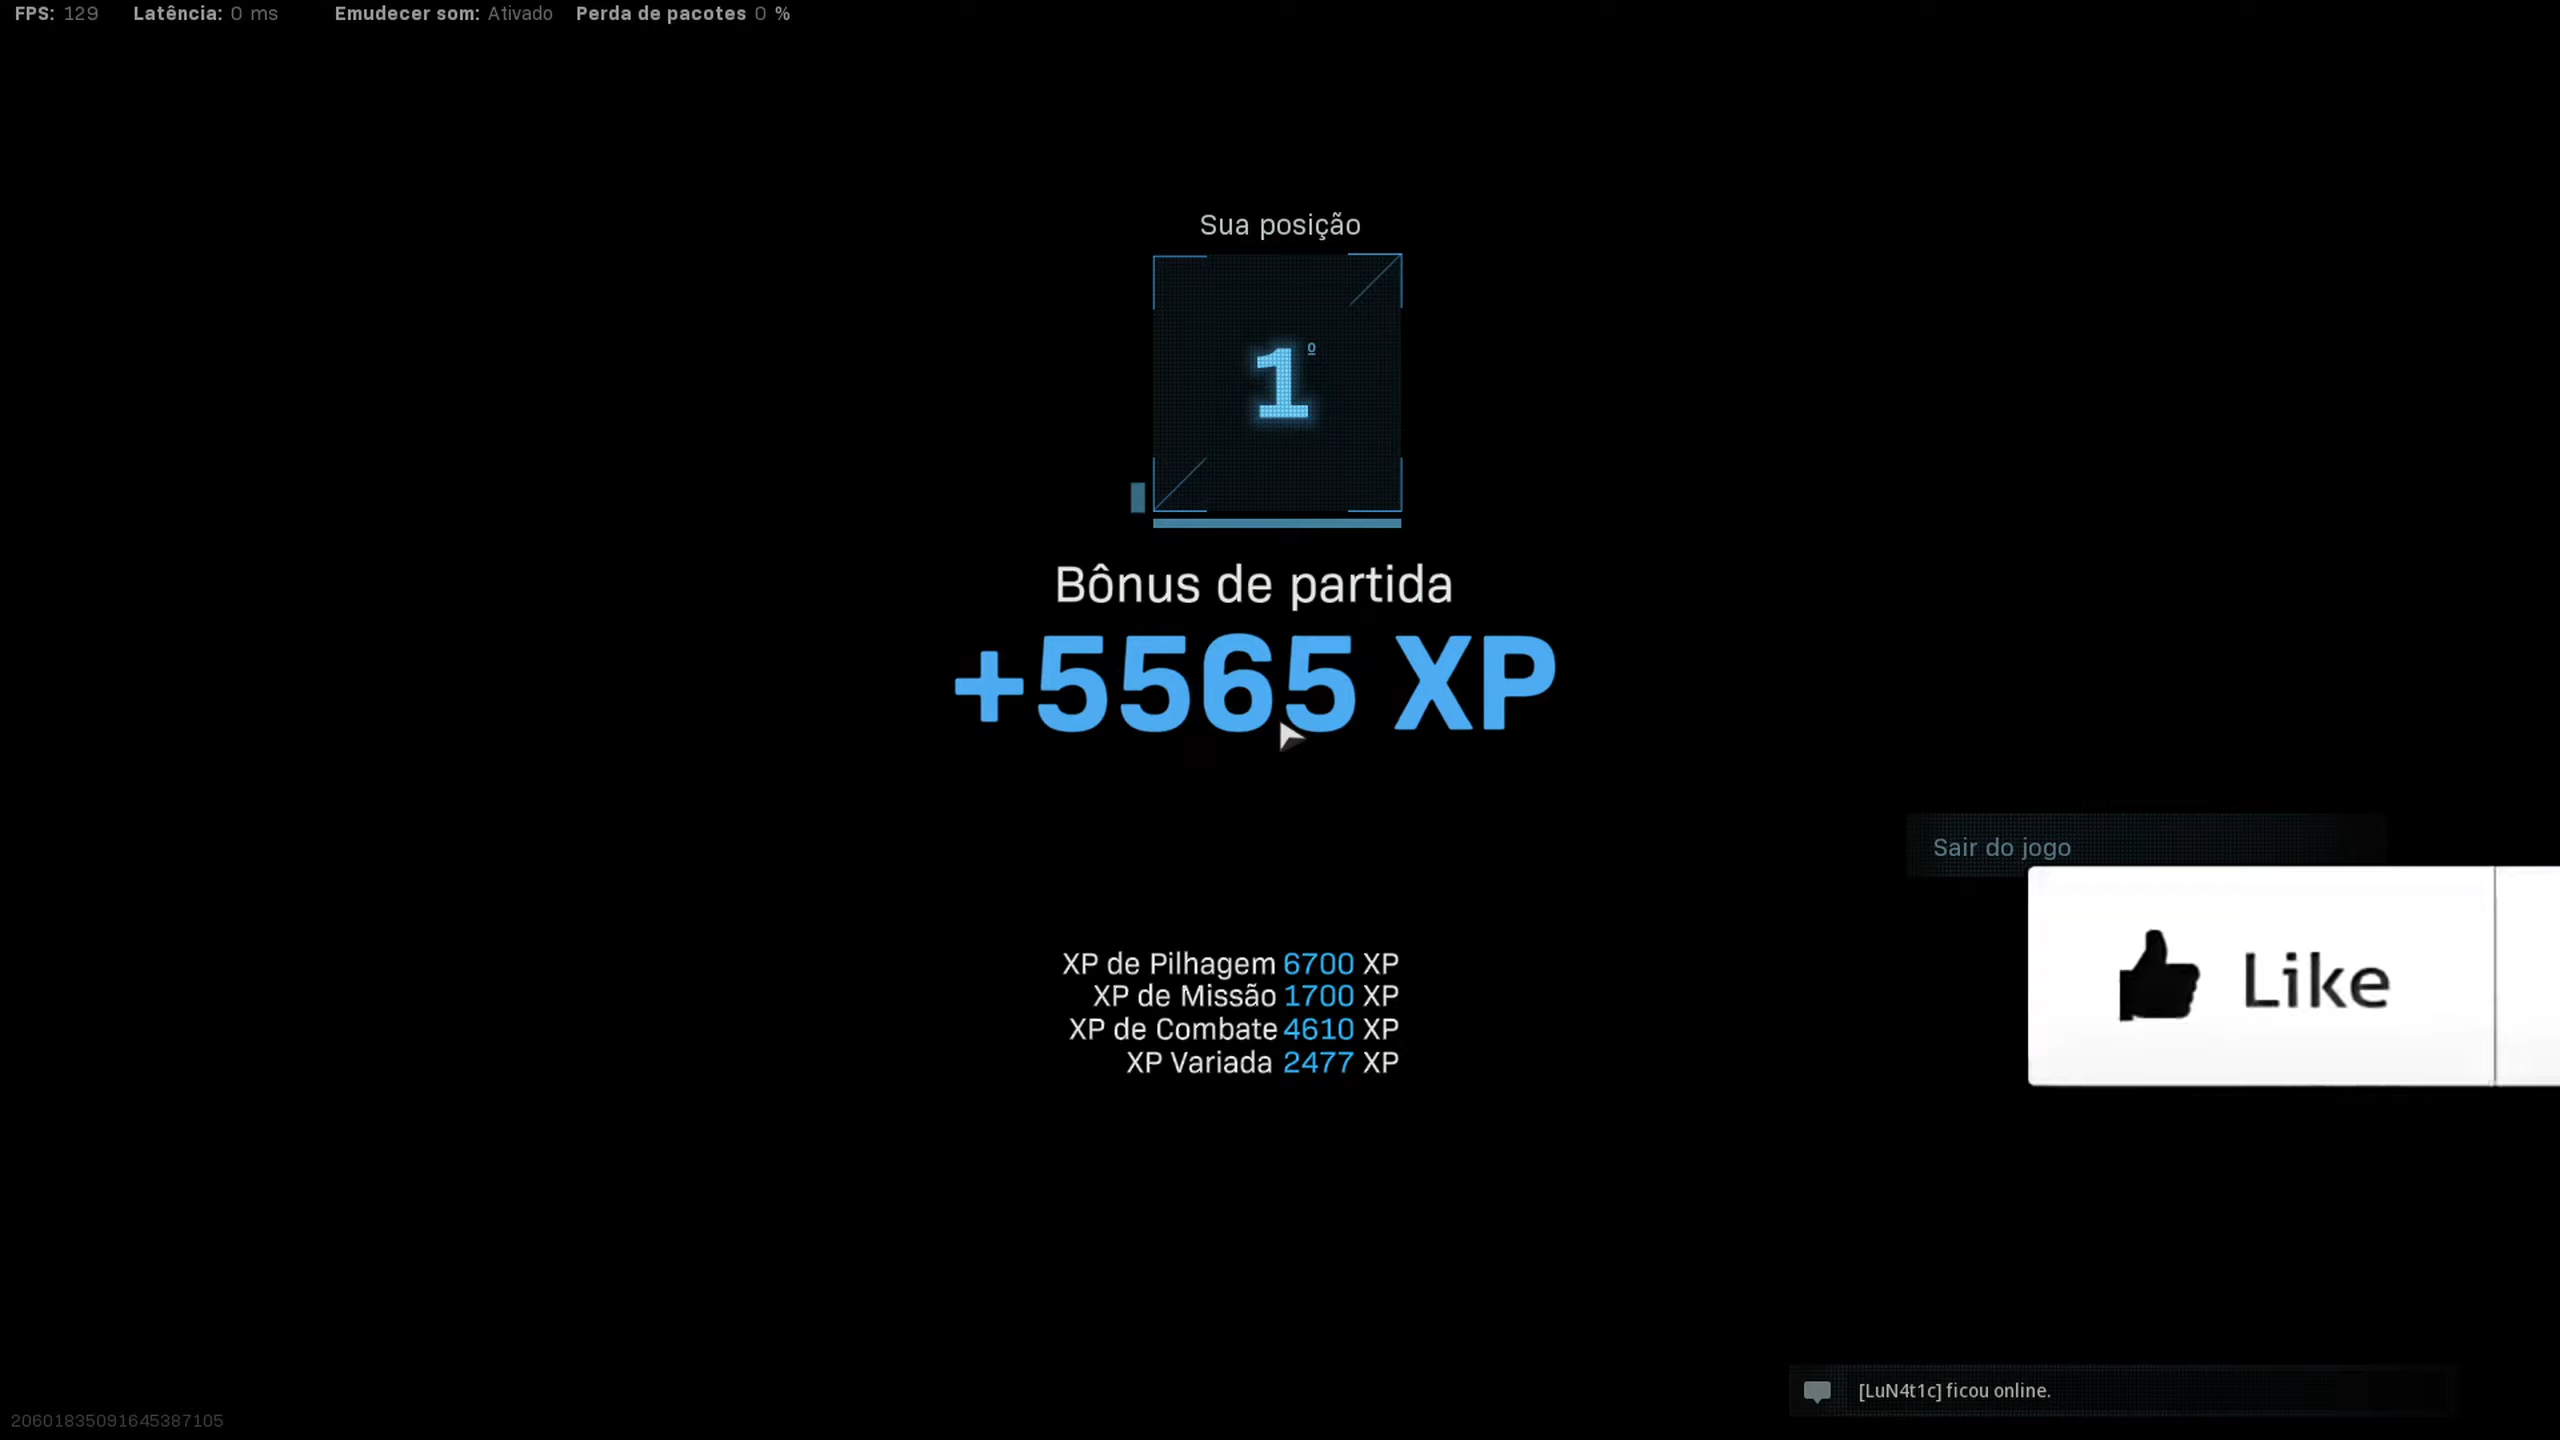 FPS: 129 Latência: 0 ms Emudecer som: Ativado Perda de pacotes 0 %
Sua posição
1º
Bônus de partida
+5565 XP
Sair do jogo
Like
XP de Pilhagem 6700 XP
XP de Missão 1700 XP
XP de Combate 4610 XP
XP Variada 2477 XP
[LuN4t1c] ficou online.
20601835091645387105